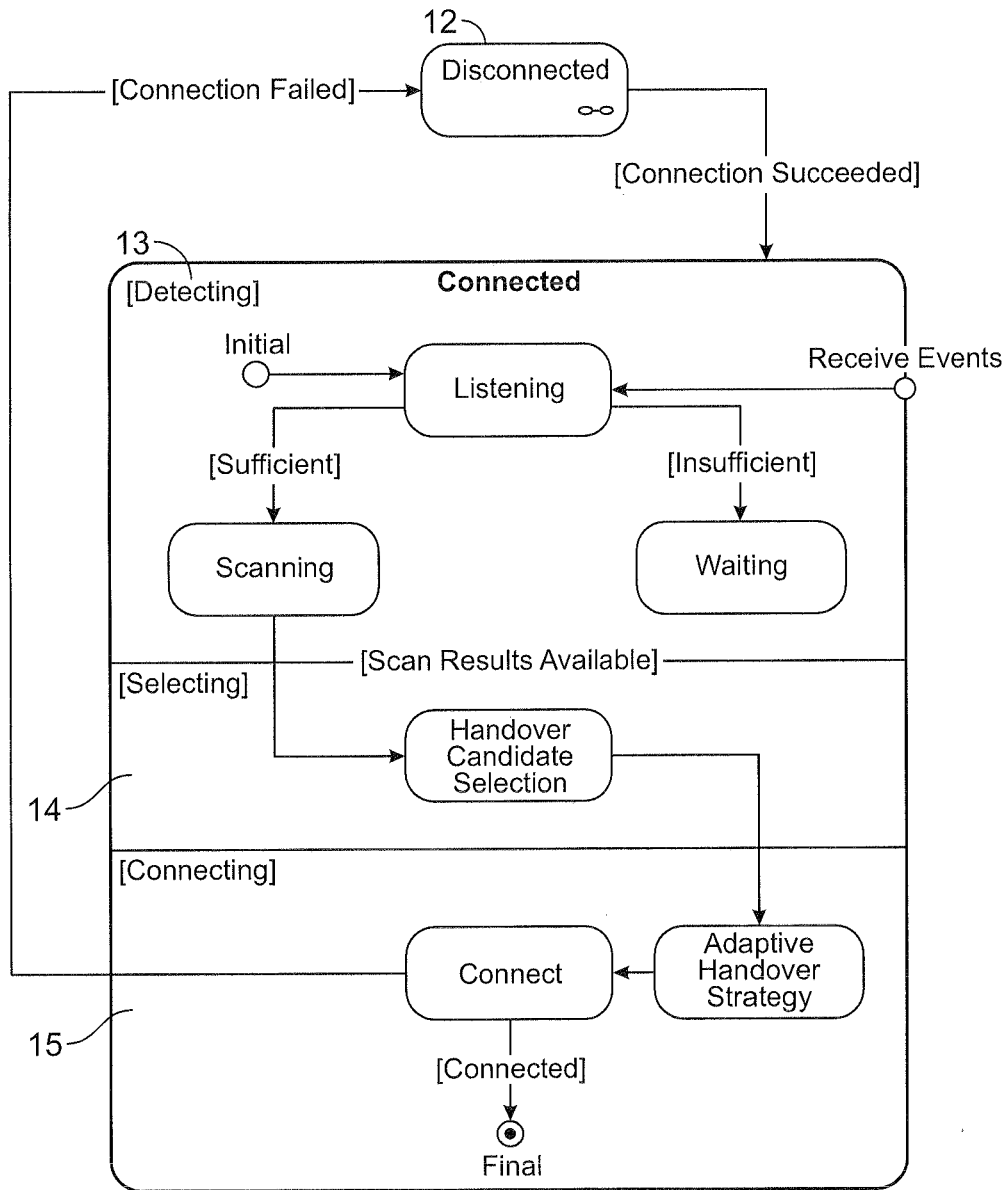 12
Disconnected
[Connection Failed]
[Connection Succeeded]
13
Connected
[Detecting]
Initial
Receive Events
Listening
[Sufficient]
[Insufficient]
Scanning
Waiting
[Scan Results Available]
[Selecting]
Handover
Candidate
Selection
14
[Connecting]
Adaptive
Handover
Strategy
Connect
15
[Connected]
Final